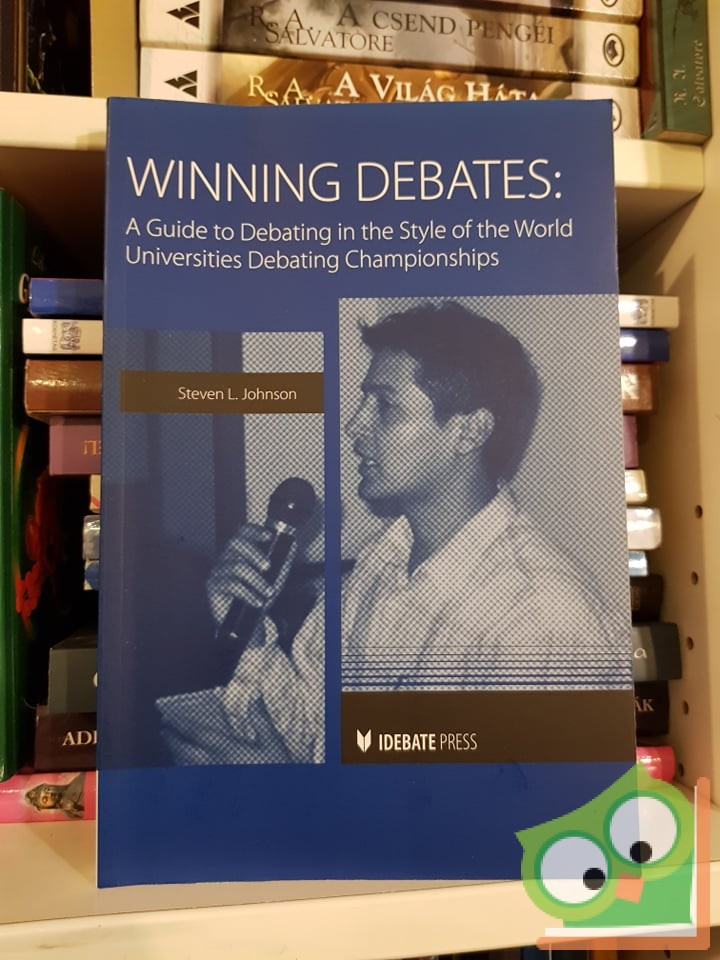 R. A. SALVATORE
A CSEND PENGÉI
R. A.
A VILÁG
R. A.
Salvatore
WINNING DEBATES:
A Guide to Debating in the Style of the World
Universities Debating Championships
Steven L. Johnson
IDEBATE PRESS